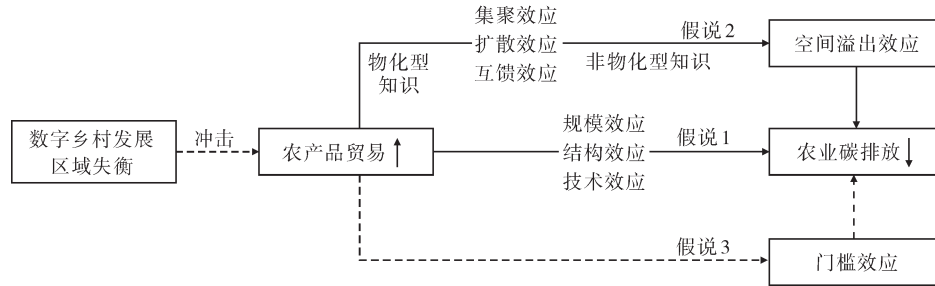 集聚效应
扩散效应
互馈效应
假说2
物化型
知识
非物化型知识
空间溢出效应
数字乡村发展
区域失衡
冲击
农产品贸易
规模效应
结构效应
技术效应
假说1
农业碳排放
假说3
门槛效应